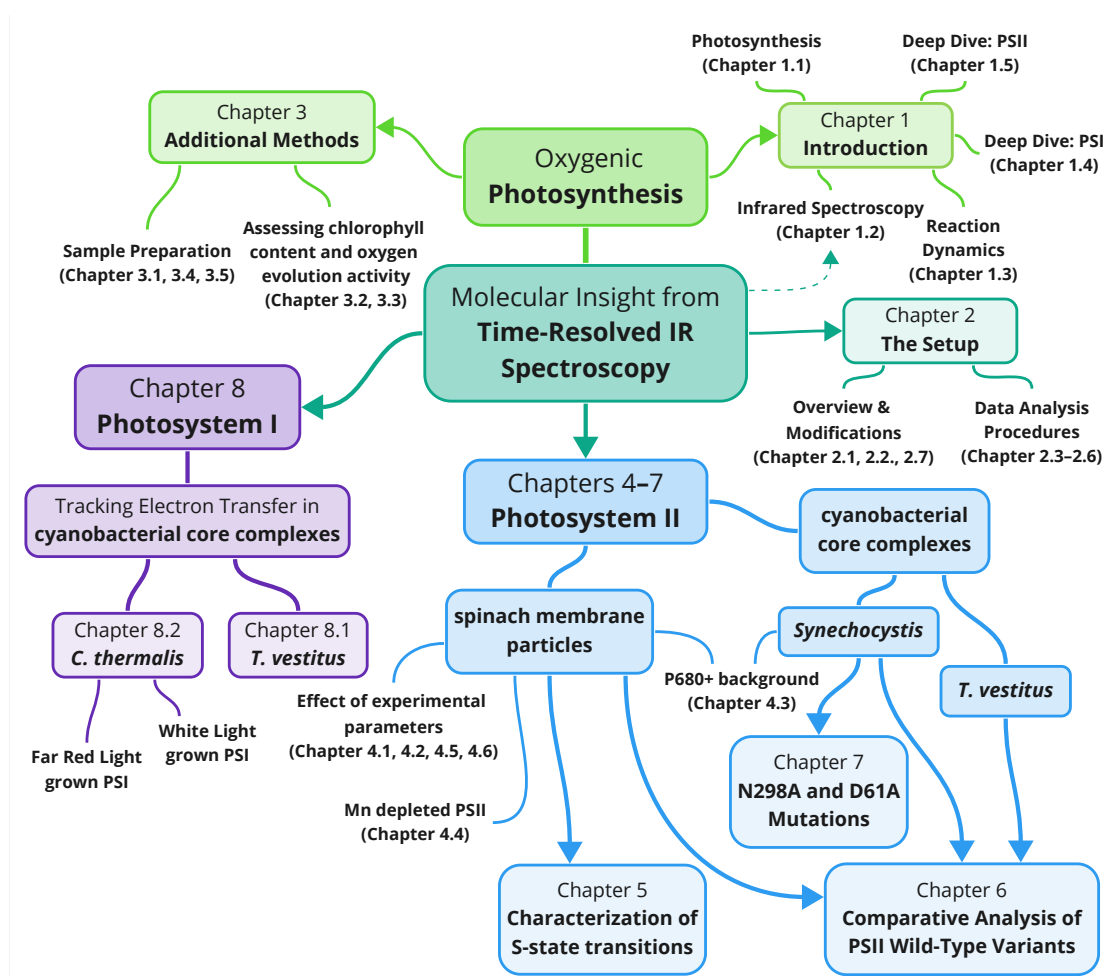 Photosynthesis
(Chapter 1.1)
Deep Dive: PSII
(Chapter 1.5)
Chapter 3
Additional Methods
Oxygenic
Photosynthesis
Chapter 1
Introduction
Deep Dive: PSI
(Chapter 1.4)
Sample Preparation
(Chapter 3.1, 3.4, 3.5)
Assessing chlorophyll
content and oxygen
evolution activity
(Chapter 3.2, 3.3)
Infrared Spectroscopy
(Chapter 1.2)
Reaction
Dynamics
(Chapter 1.3)
Molecular Insight from
Time-Resolved IR
Spectroscopy
Chapter 2
The Setup
Overview &
Modifications
(Chapter 2.1, 2.2., 2.7)
Data Analysis
Procedures
(Chapter 2.3–2.6)
Chapter 8
Photosystem I
Tracking Electron Transfer in
cyanobacterial core complexes
Chapter 8.2
C. thermalis
Chapter 8.1
T. vestitus
Far Red Light
grown PSI
White Light
grown PSI
Chapters 4–7
Photosystem II
cyanobacterial
core complexes
spinach membrane
particles
Synechocystis
T. vestitus
Effect of experimental
parameters
(Chapter 4.1, 4.2, 4.5, 4.6)
P680+ background
(Chapter 4.3)
Mn depleted PSII
(Chapter 4.4)
Chapter 7
N298A and D61A
Mutations
Chapter 5
Characterization of
S-state transitions
Chapter 6
Comparative Analysis of
PSII Wild-Type Variants